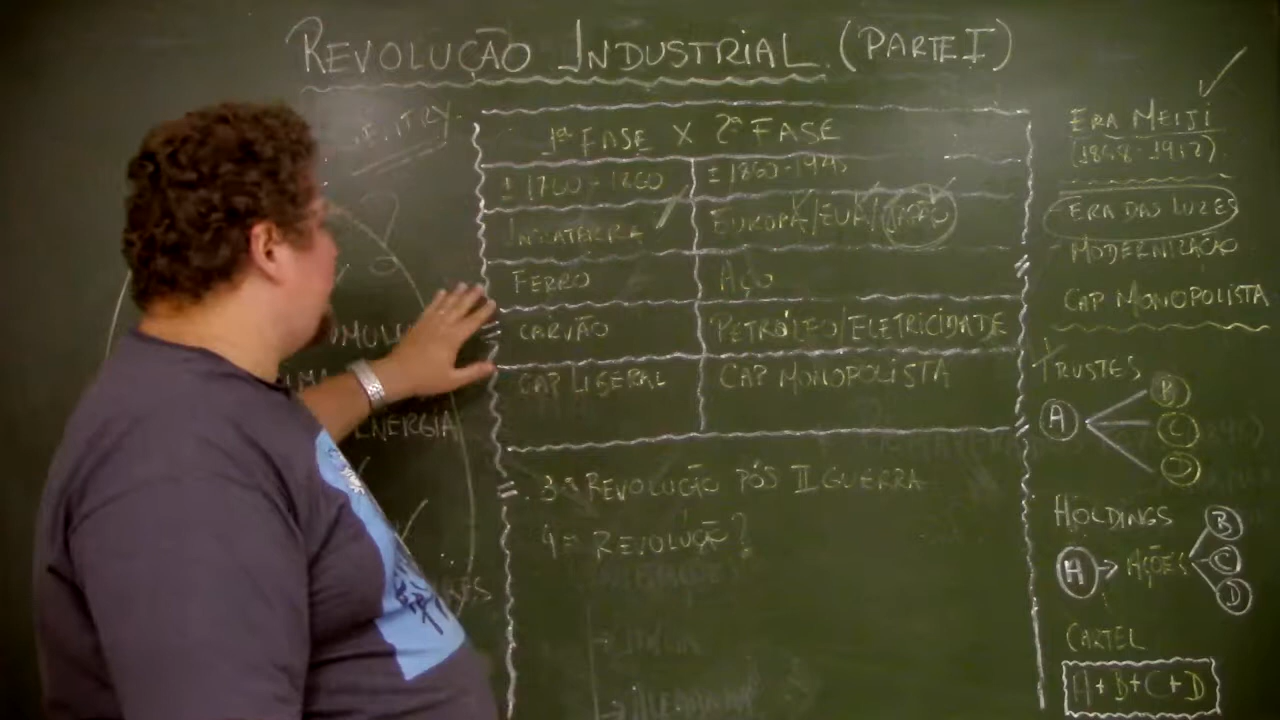 REVOLUÇÃO INDUSTRIAL (PARTE I)
1ª FASE X 2ª FASE
± 1760-1860
± 1860-1945
INGLATERRA
EUROPA/EUA/JAPÃO
FERRO
AÇO
CARVÃO
PETRÓLEO/ELETRICIDADE
CAP LIBERAL
CAP MONOPOLISTA
3ª REVOLUÇÃO PÓS II GUERRA
4ª REVOLUÇÃO?
ENERGIA
ERA MEIJI
(1868-1912)
ERA DAS LUZES
- MODERNIZAÇÃO
CAP MONOPOLISTA
TRUSTES
A
B
C
D
HOLDINGS
A → AÇÕES
B
C
D
CARTEL
A+B+C+D